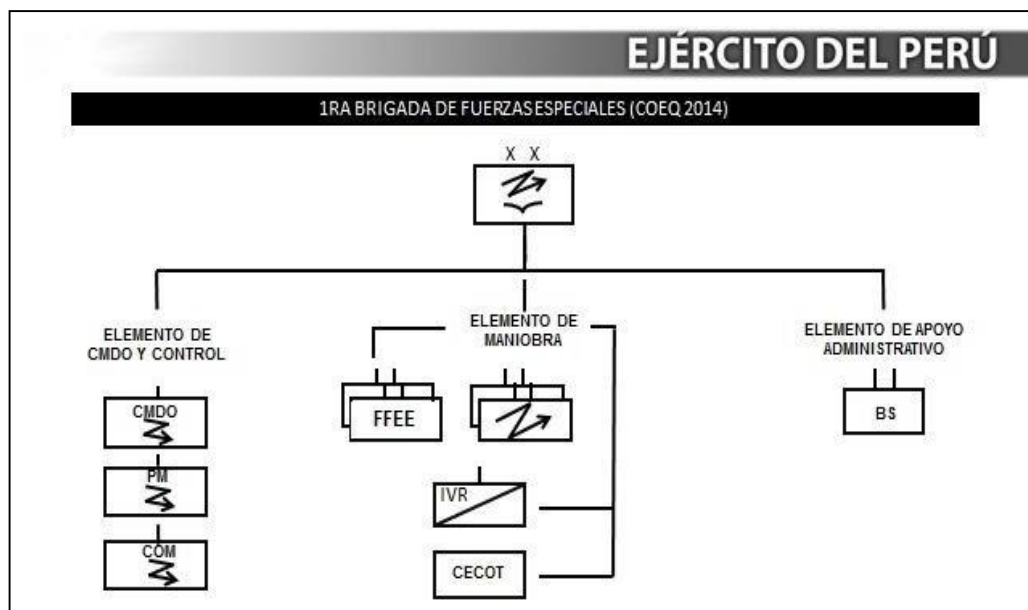 EJÉRCITO DEL PERÚ
1RA BRIGADA DE FUERZAS ESPECIALES (COEQ 2014)
X X
ELEMENTO DE
CMDO Y CONTROL
CMDO
PM
COM
ELEMENTO DE
MANIOBRA
FFEE
IVR
CECOT
ELEMENTO DE APOYO
ADMINISTRATIVO
BS